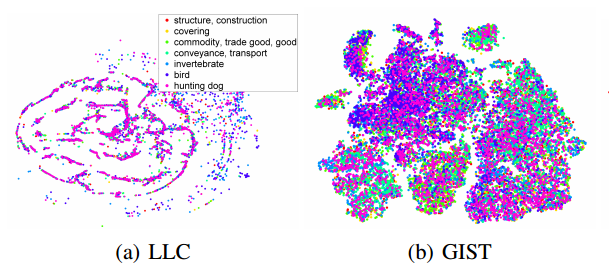 structure, construction
covering
commodity, trade good, good
conveyance, transport
invertebrate
bird
hunting dog
(a) LLC
(b) GIST